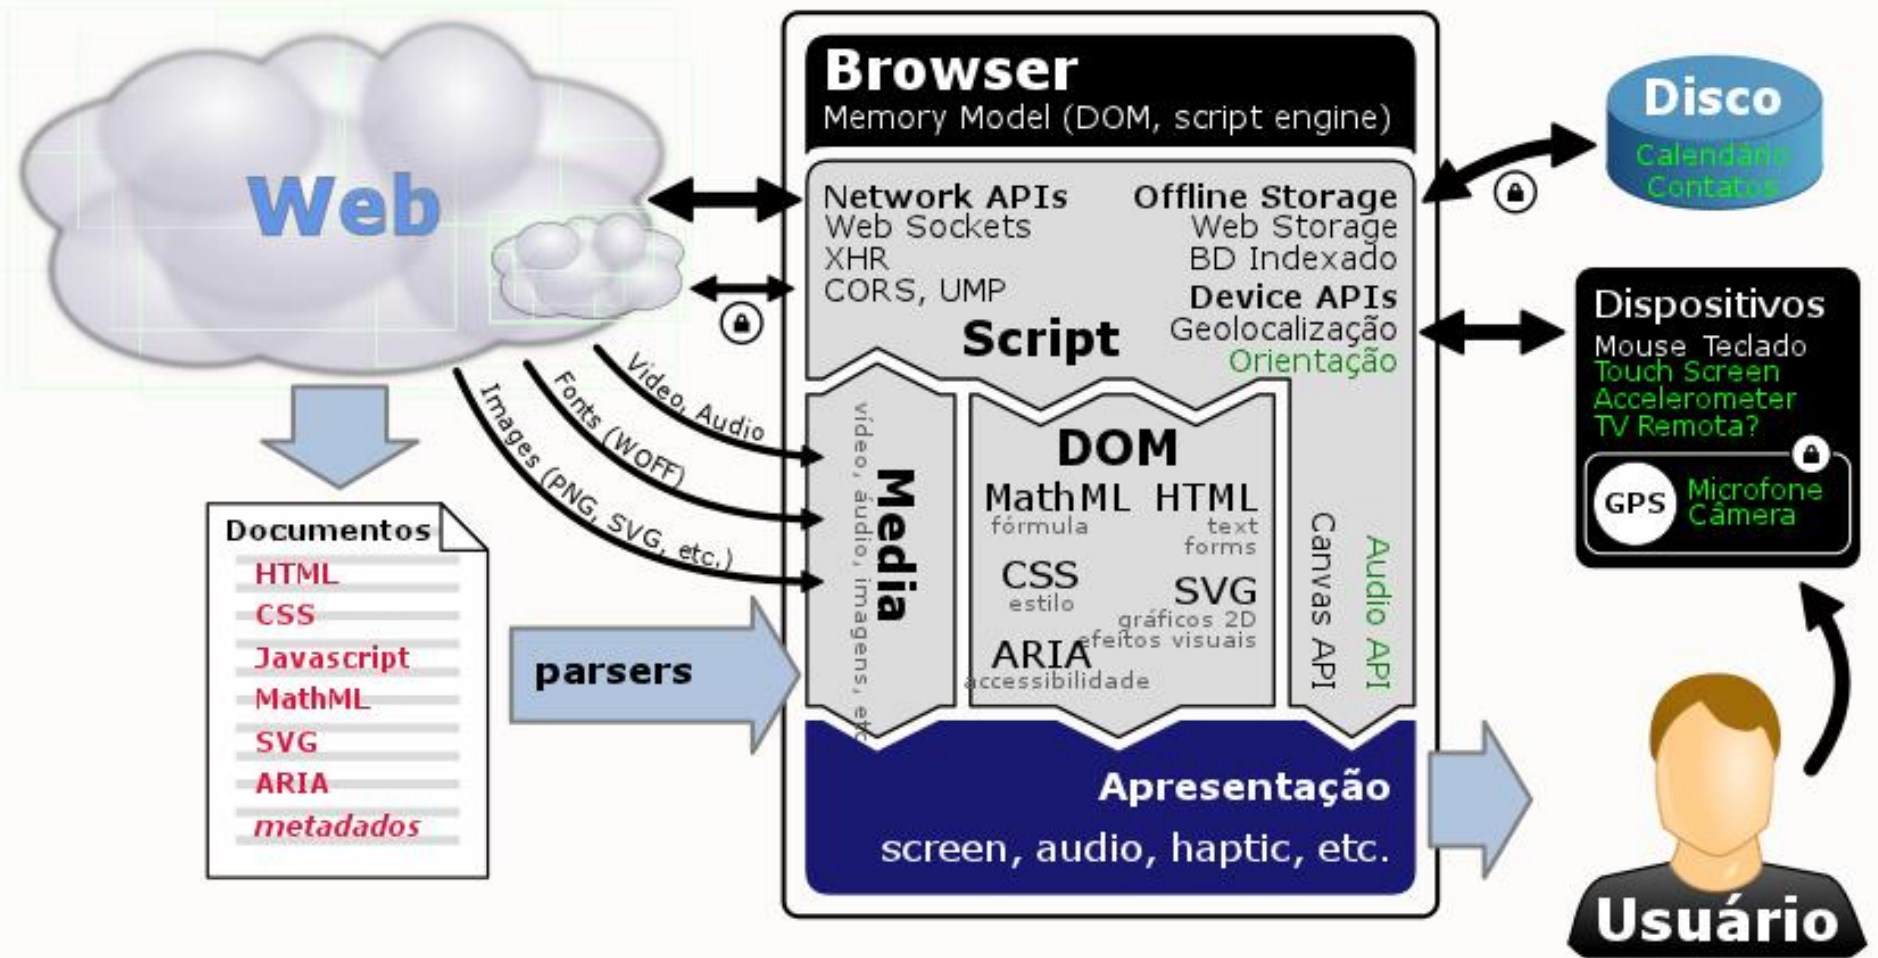 Web
Video, Audio
Fonts (WOFF)
Images (PNG, SVG, etc.)
Documentos
HTML
CSS
Javascript
MathML
SVG
ARIA
metadados
parsers
Browser
Memory Model (DOM, script engine)
Network APIs
Web Sockets
XHR
CORS, UMP
Offline Storage
Web Storage
BD Indexado
Device APIs
Geolocalização
Orientação
Script
Media
vídeo, áudio, imagens, etc
DOM
MathML
fórmula
HTML
text
forms
CSS
estilo
SVG
gráficos 2D
efeitos visuais
ARIA
accessibilidade
Canvas API
Audio API
Apresentação
screen, audio, haptic, etc.
Disco
Calendário
Contatos
Dispositivos
Mouse Teclado
Touch Screen
Accelerometer
TV Remota?
GPS
Microfone
Câmera
Usuário